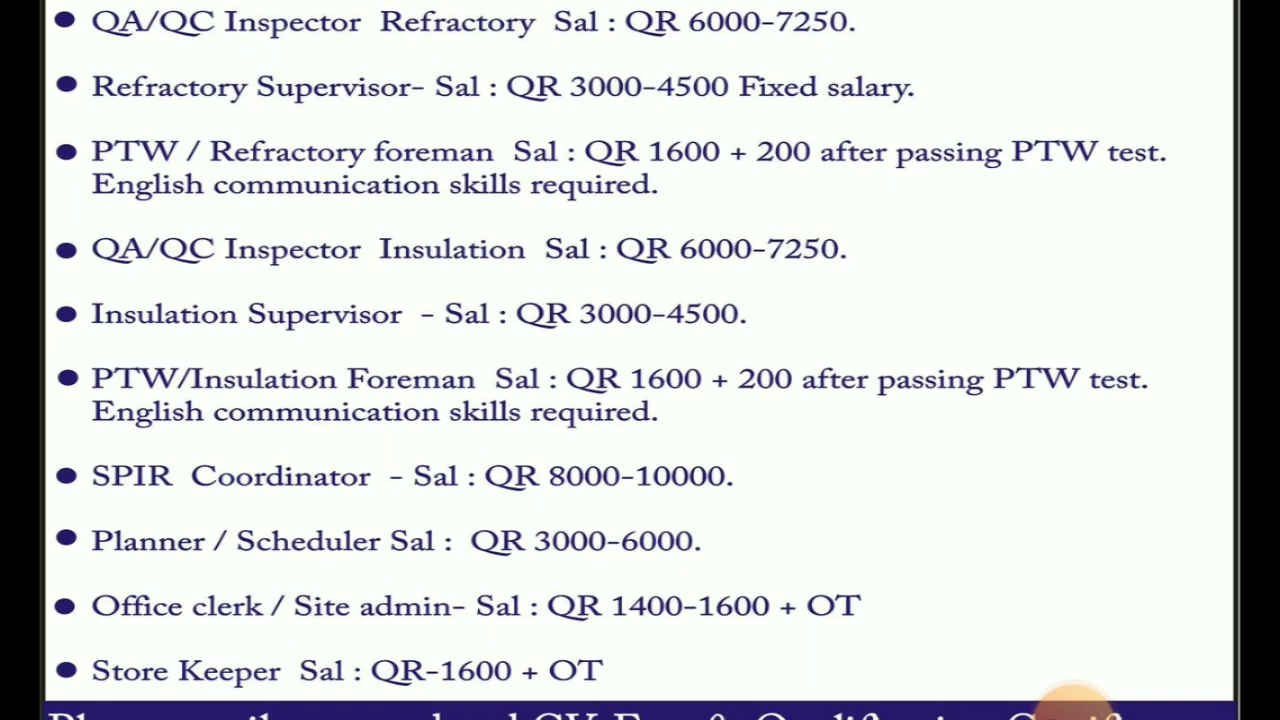 QA/QC Inspector Refractory Sal : QR 6000-7250.
Refractory Supervisor- Sal : QR 3000-4500 Fixed salary.
PTW / Refractory foreman Sal : QR 1600 + 200 after passing PTW test.
English communication skills required.
QA/QC Inspector Insulation Sal : QR 6000-7250.
Insulation Supervisor - Sal : QR 3000-4500.
PTW/Insulation Foreman Sal : QR 1600 + 200 after passing PTW test.
English communication skills required.
SPIR Coordinator - Sal : QR 8000-10000.
Planner / Scheduler Sal : QR 3000-6000.
Office clerk / Site admin- Sal : QR 1400-1600 + OT
Store Keeper Sal : QR-1600 + OT